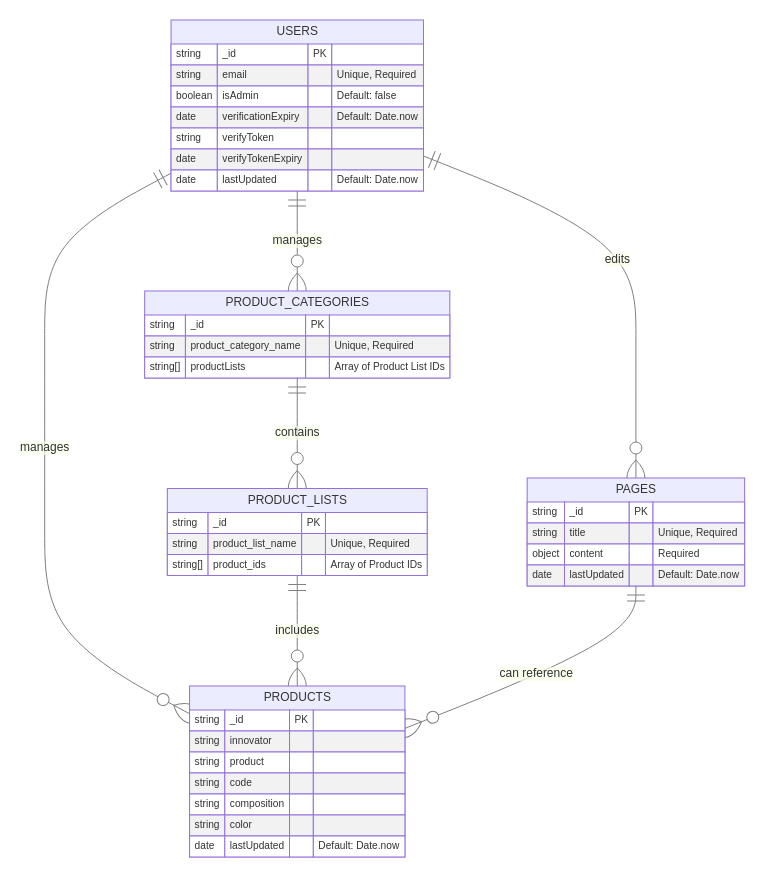 USERS
string _id PK
string email Unique, Required
boolean isAdmin Default: false
date verificationExpiry Default: Date.now
string verifyToken
date verifyTokenExpiry
date lastUpdated Default: Date.now
manages
edits
PRODUCT_CATEGORIES
string _id PK
string product_category_name Unique, Required
string[] productLists Array of Product List IDs
contains
manages
PRODUCT_LISTS
string _id PK
string product_list_name Unique, Required
string[] product_ids Array of Product IDs
PAGES
string _id PK
string title Unique, Required
object content Required
date lastUpdated Default: Date.now
includes
can reference
PRODUCTS
string _id PK
string innovator
string product
string code
string composition
string color
date lastUpdated Default: Date.now